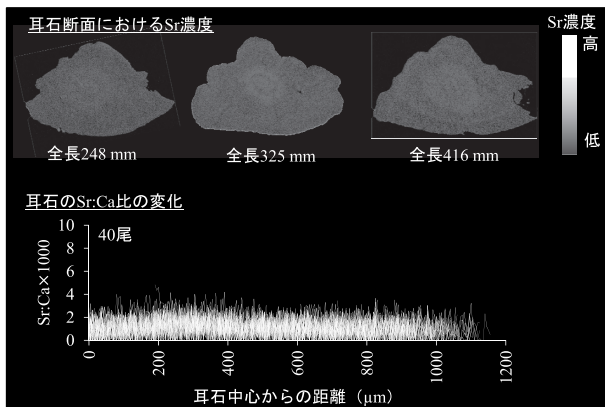 耳石断面におけるSr濃度
Sr濃度
高
低
全長248 mm
全長325 mm
全長416 mm
耳石のSr:Ca比の変化
40尾
Sr:Ca×1000
10
8
6
4
2
0
0
200
400
600
800
1000
1200
耳石中心からの距離（μm）